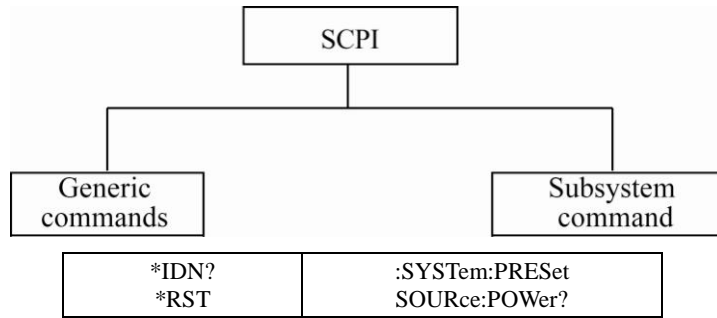 SCPI
Generic
commands
Subsystem
command
*IDN?
*RST
:SYSTem:PRESet
SOURce:POWer?